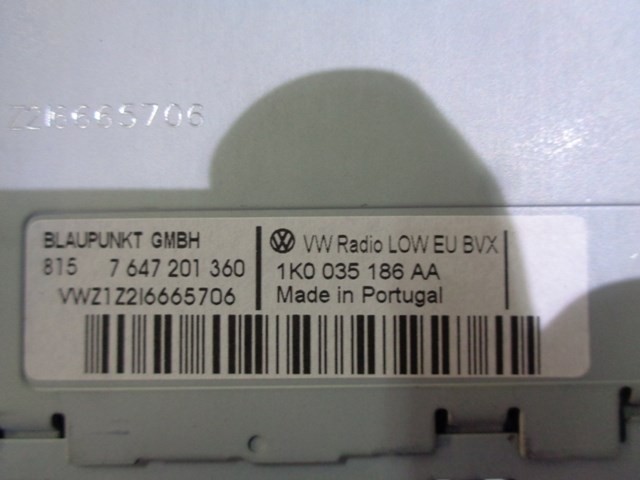 Z2I6665706
BLAUPUNKT GMBH
815 7 647 201 360
VWZ1Z2I6665706
VW Radio LOW EU BVX
1K0 035 186 AA
Made in Portugal